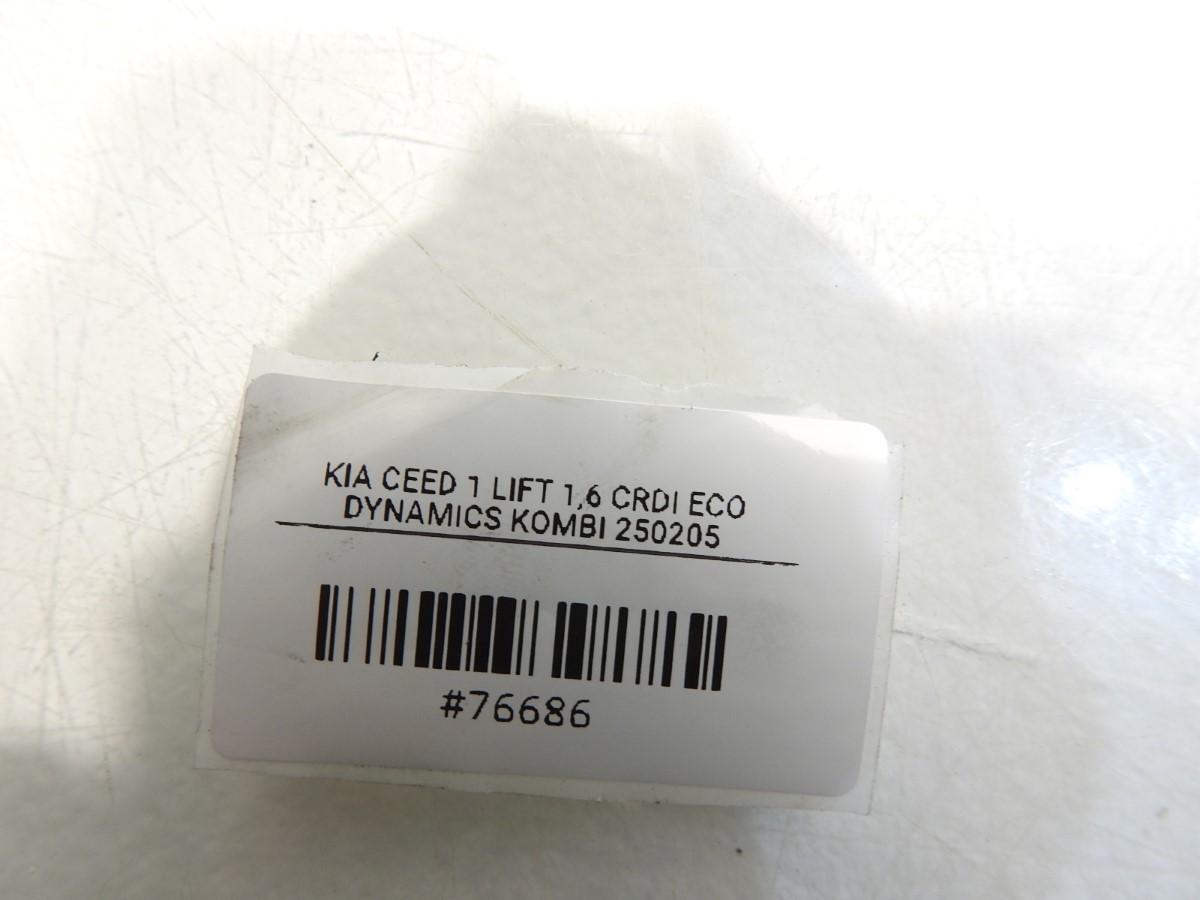 KIA CEED 1 LIFT 1,6 CRDI ECO
DYNAMICS KOMBI 250205
#76686